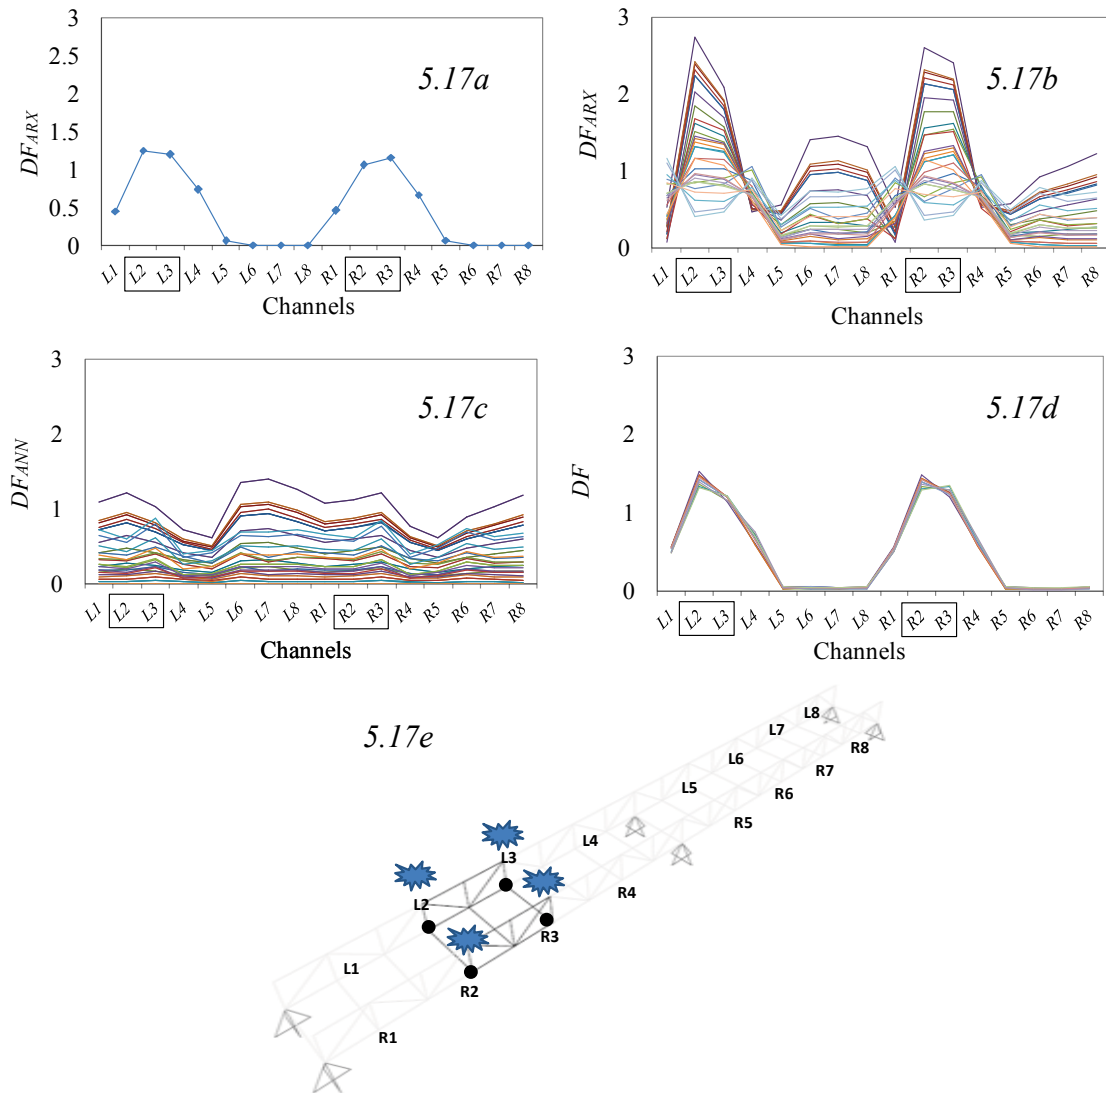 3
2.5
2
1.5
1
0.5
0
DF_ARX
5.17a
L1 L2 L3 L4 L5 L6 L7 L8 R1 R2 R3 R4 R5 R6 R7 R8
Channels
3
2
1
0
DF_ARX
5.17b
L1 L2 L3 L4 L5 L6 L7 L8 R1 R2 R3 R4 R5 R6 R7 R8
Channels
3
2
1
0
DF_ANN
5.17c
L1 L2 L3 L4 L5 L6 L7 L8 R1 R2 R3 R4 R5 R6 R7 R8
Channels
3
2
1
0
DF
5.17d
L1 L2 L3 L4 L5 L6 L7 L8 R1 R2 R3 R4 R5 R6 R7 R8
Channels
5.17e
L8
L7
R8
L6
R7
L5
R6
R5
L4
L3
R4
L2
R3
L1
R2
R1